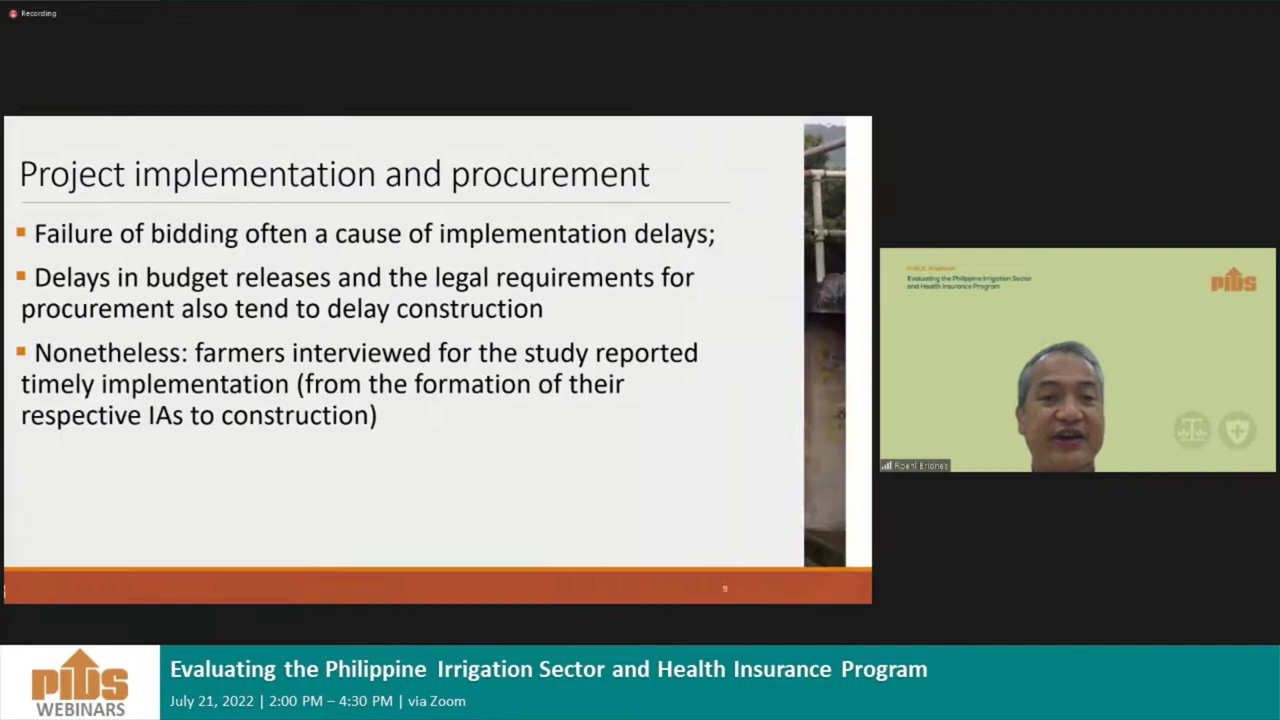 Recording
Project implementation and procurement
▪ Failure of bidding often a cause of implementation delays;
▪ Delays in budget releases and the legal requirements for
procurement also tend to delay construction
▪ Nonetheless: farmers interviewed for the study reported
timely implementation (from the formation of their
respective IAs to construction)
9
Evaluating the Philippine Irrigation Sector
and Health Insurance Program
PIDS
Roehl Briones
PIDS
WEBINARS
Evaluating the Philippine Irrigation Sector and Health Insurance Program
July 21, 2022 | 2:00 PM – 4:30 PM | via Zoom